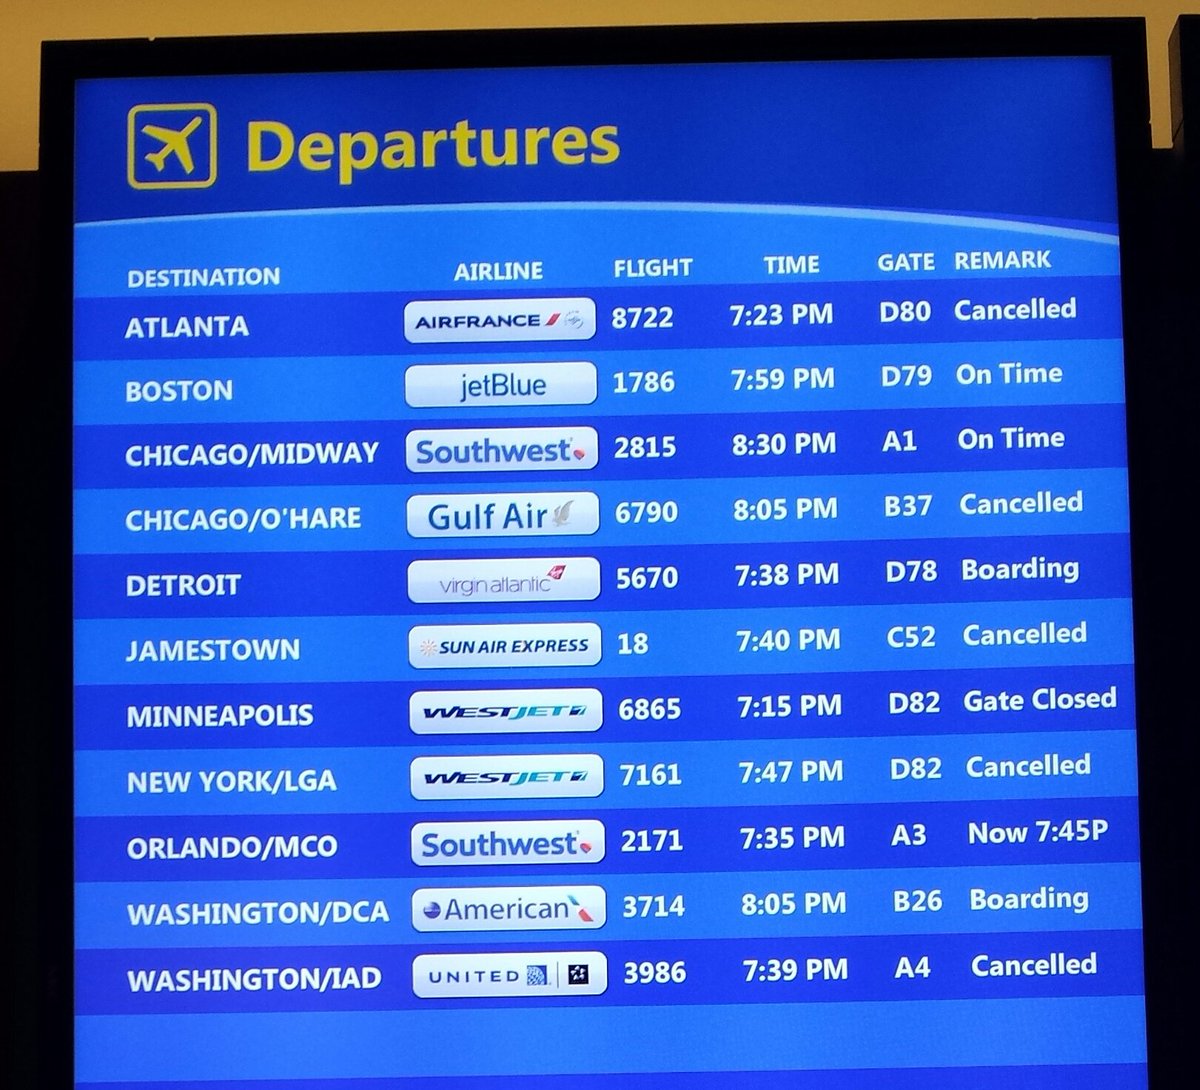 Departures
DESTINATION AIRLINE FLIGHT TIME GATE REMARK
ATLANTA AIRFRANCE 8722 7:23 PM D80 Cancelled
BOSTON jetBlue 1786 7:59 PM D79 On Time
CHICAGO/MIDWAY Southwest 2815 8:30 PM A1 On Time
CHICAGO/O'HARE Gulf Air 6790 8:05 PM B37 Cancelled
DETROIT virgin atlantic 5670 7:38 PM D78 Boarding
JAMESTOWN SUN AIR EXPRESS 18 7:40 PM C52 Cancelled
MINNEAPOLIS WESTJET 6865 7:15 PM D82 Gate Closed
NEW YORK/LGA WESTJET 7161 7:47 PM D82 Cancelled
ORLANDO/MCO Southwest 2171 7:35 PM A3 Now 7:45P
WASHINGTON/DCA American 3714 8:05 PM B26 Boarding
WASHINGTON/IAD UNITED 3986 7:39 PM A4 Cancelled